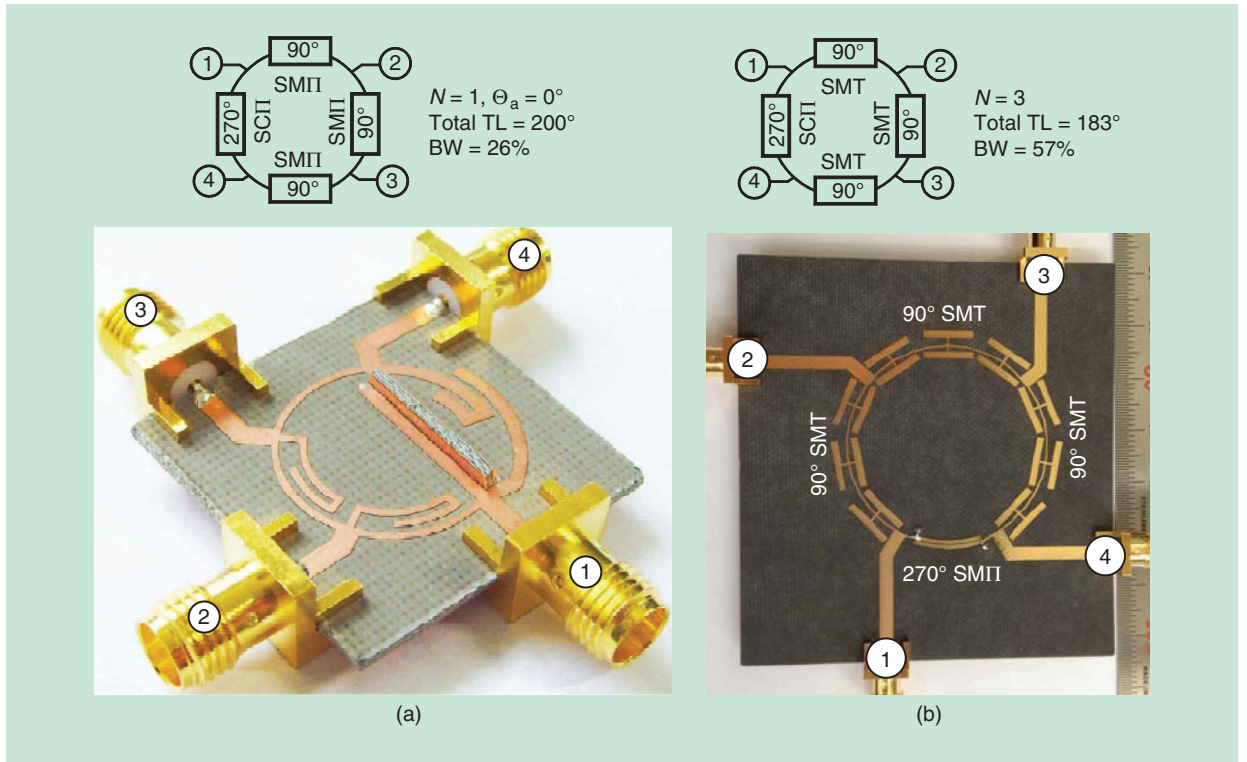 1
90°
2
SMΠ
270°
SCΠ
SMΠ
90°
SMΠ
4
90°
3
N = 1, Θa = 0°
Total TL = 200°
BW = 26%
1
90°
2
SMT
270°
SCΠ
SMT
90°
SMT
4
90°
3
N = 3
Total TL = 183°
BW = 57%
4
3
1
2
(a)
3
90° SMT
2
90° SMT
90° SMT
4
270° SMΠ
1
(b)